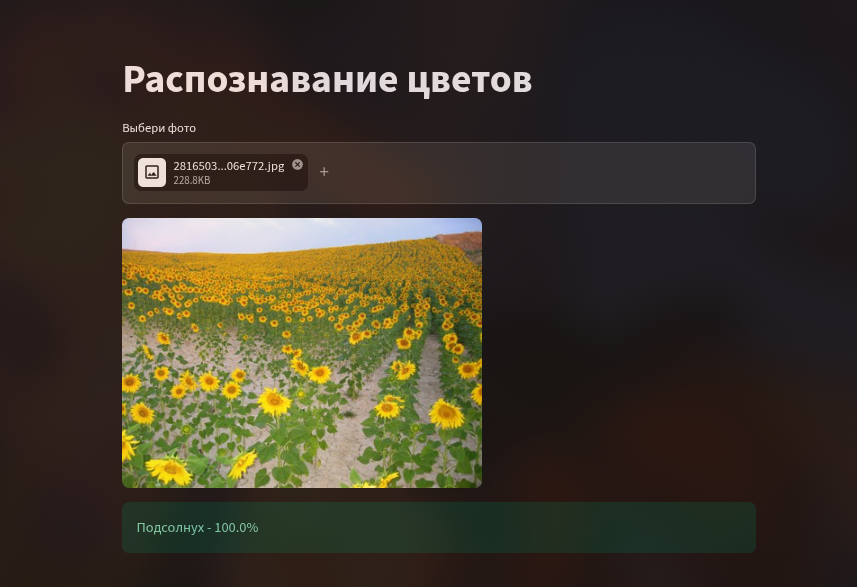 Распознавание цветов
Выбери фото
2816503...06e772.jpg
228.8KB
+
Подсолнух - 100.0%